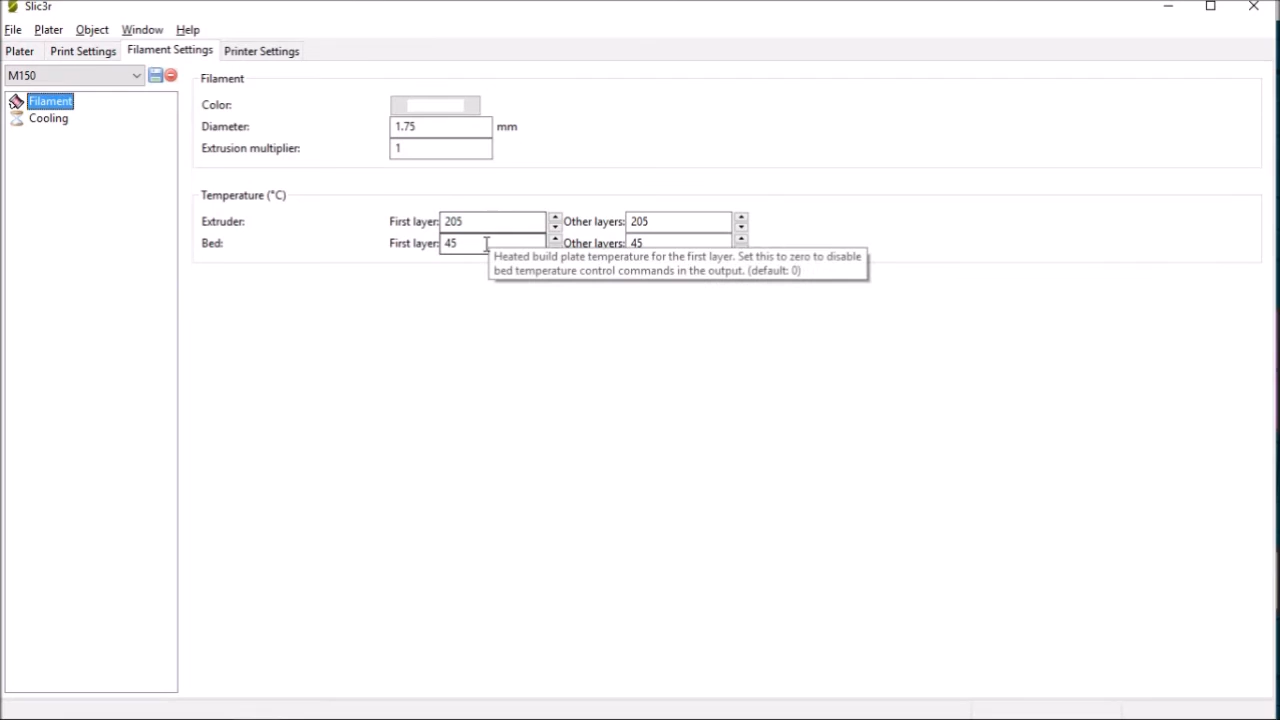 Slic3r
File Plater Object Window Help
Plater Print Settings Filament Settings Printer Settings
M150
Filament
Cooling
Filament
Color:
Diameter: 1.75 mm
Extrusion multiplier: 1
Temperature (°C)
Extruder: First layer: 205 Other layers: 205
Bed: First layer: 45 Other layers: 45
Heated build plate temperature for the first layer. Set this to zero to disable
bed temperature control commands in the output. (default: 0)